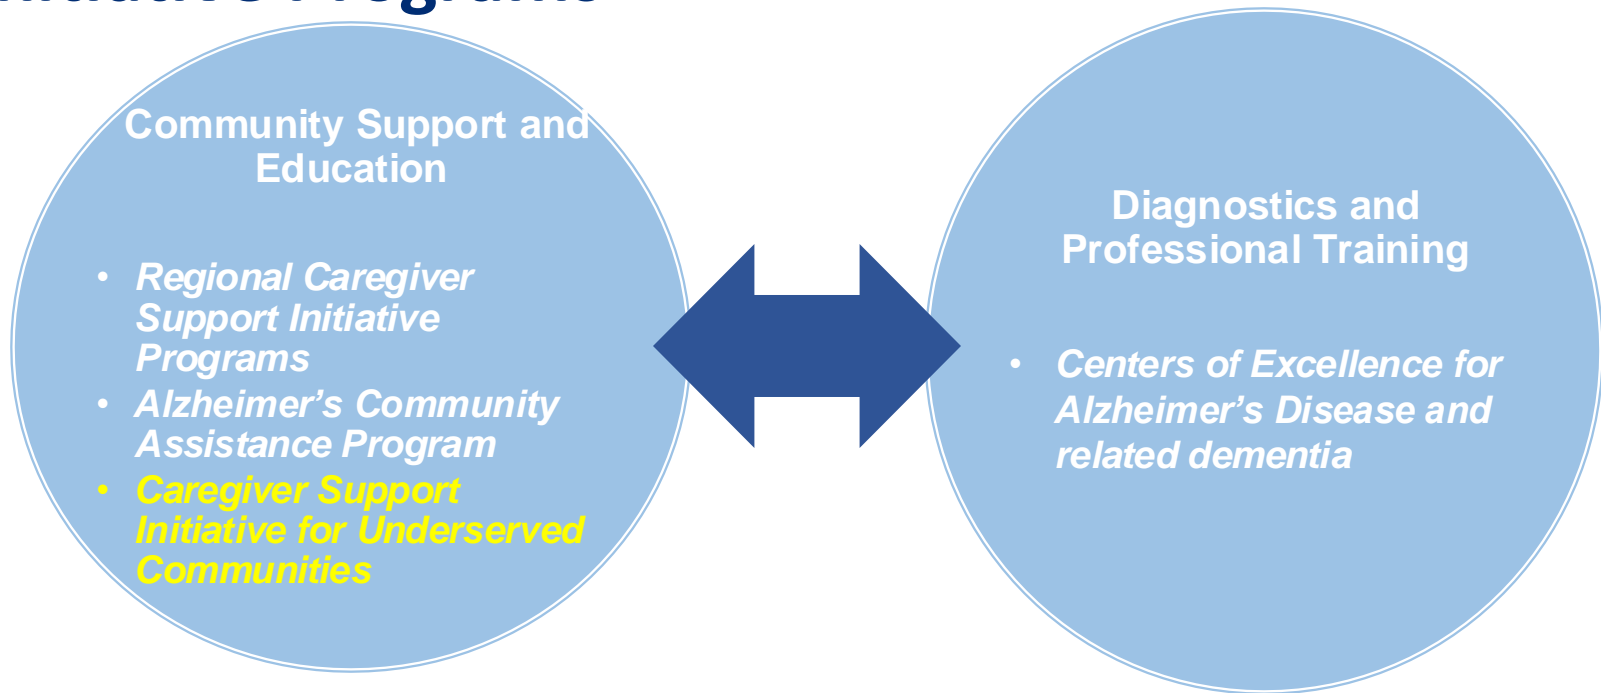 Programs
Community Support and
Education
• Regional Caregiver
Support Initiative
Programs
• Alzheimer’s Community
Assistance Program
• Caregiver Support
Initiative for Underserved
Communities
Diagnostics and
Professional Training
• Centers of Excellence for
Alzheimer’s Disease and
related dementia